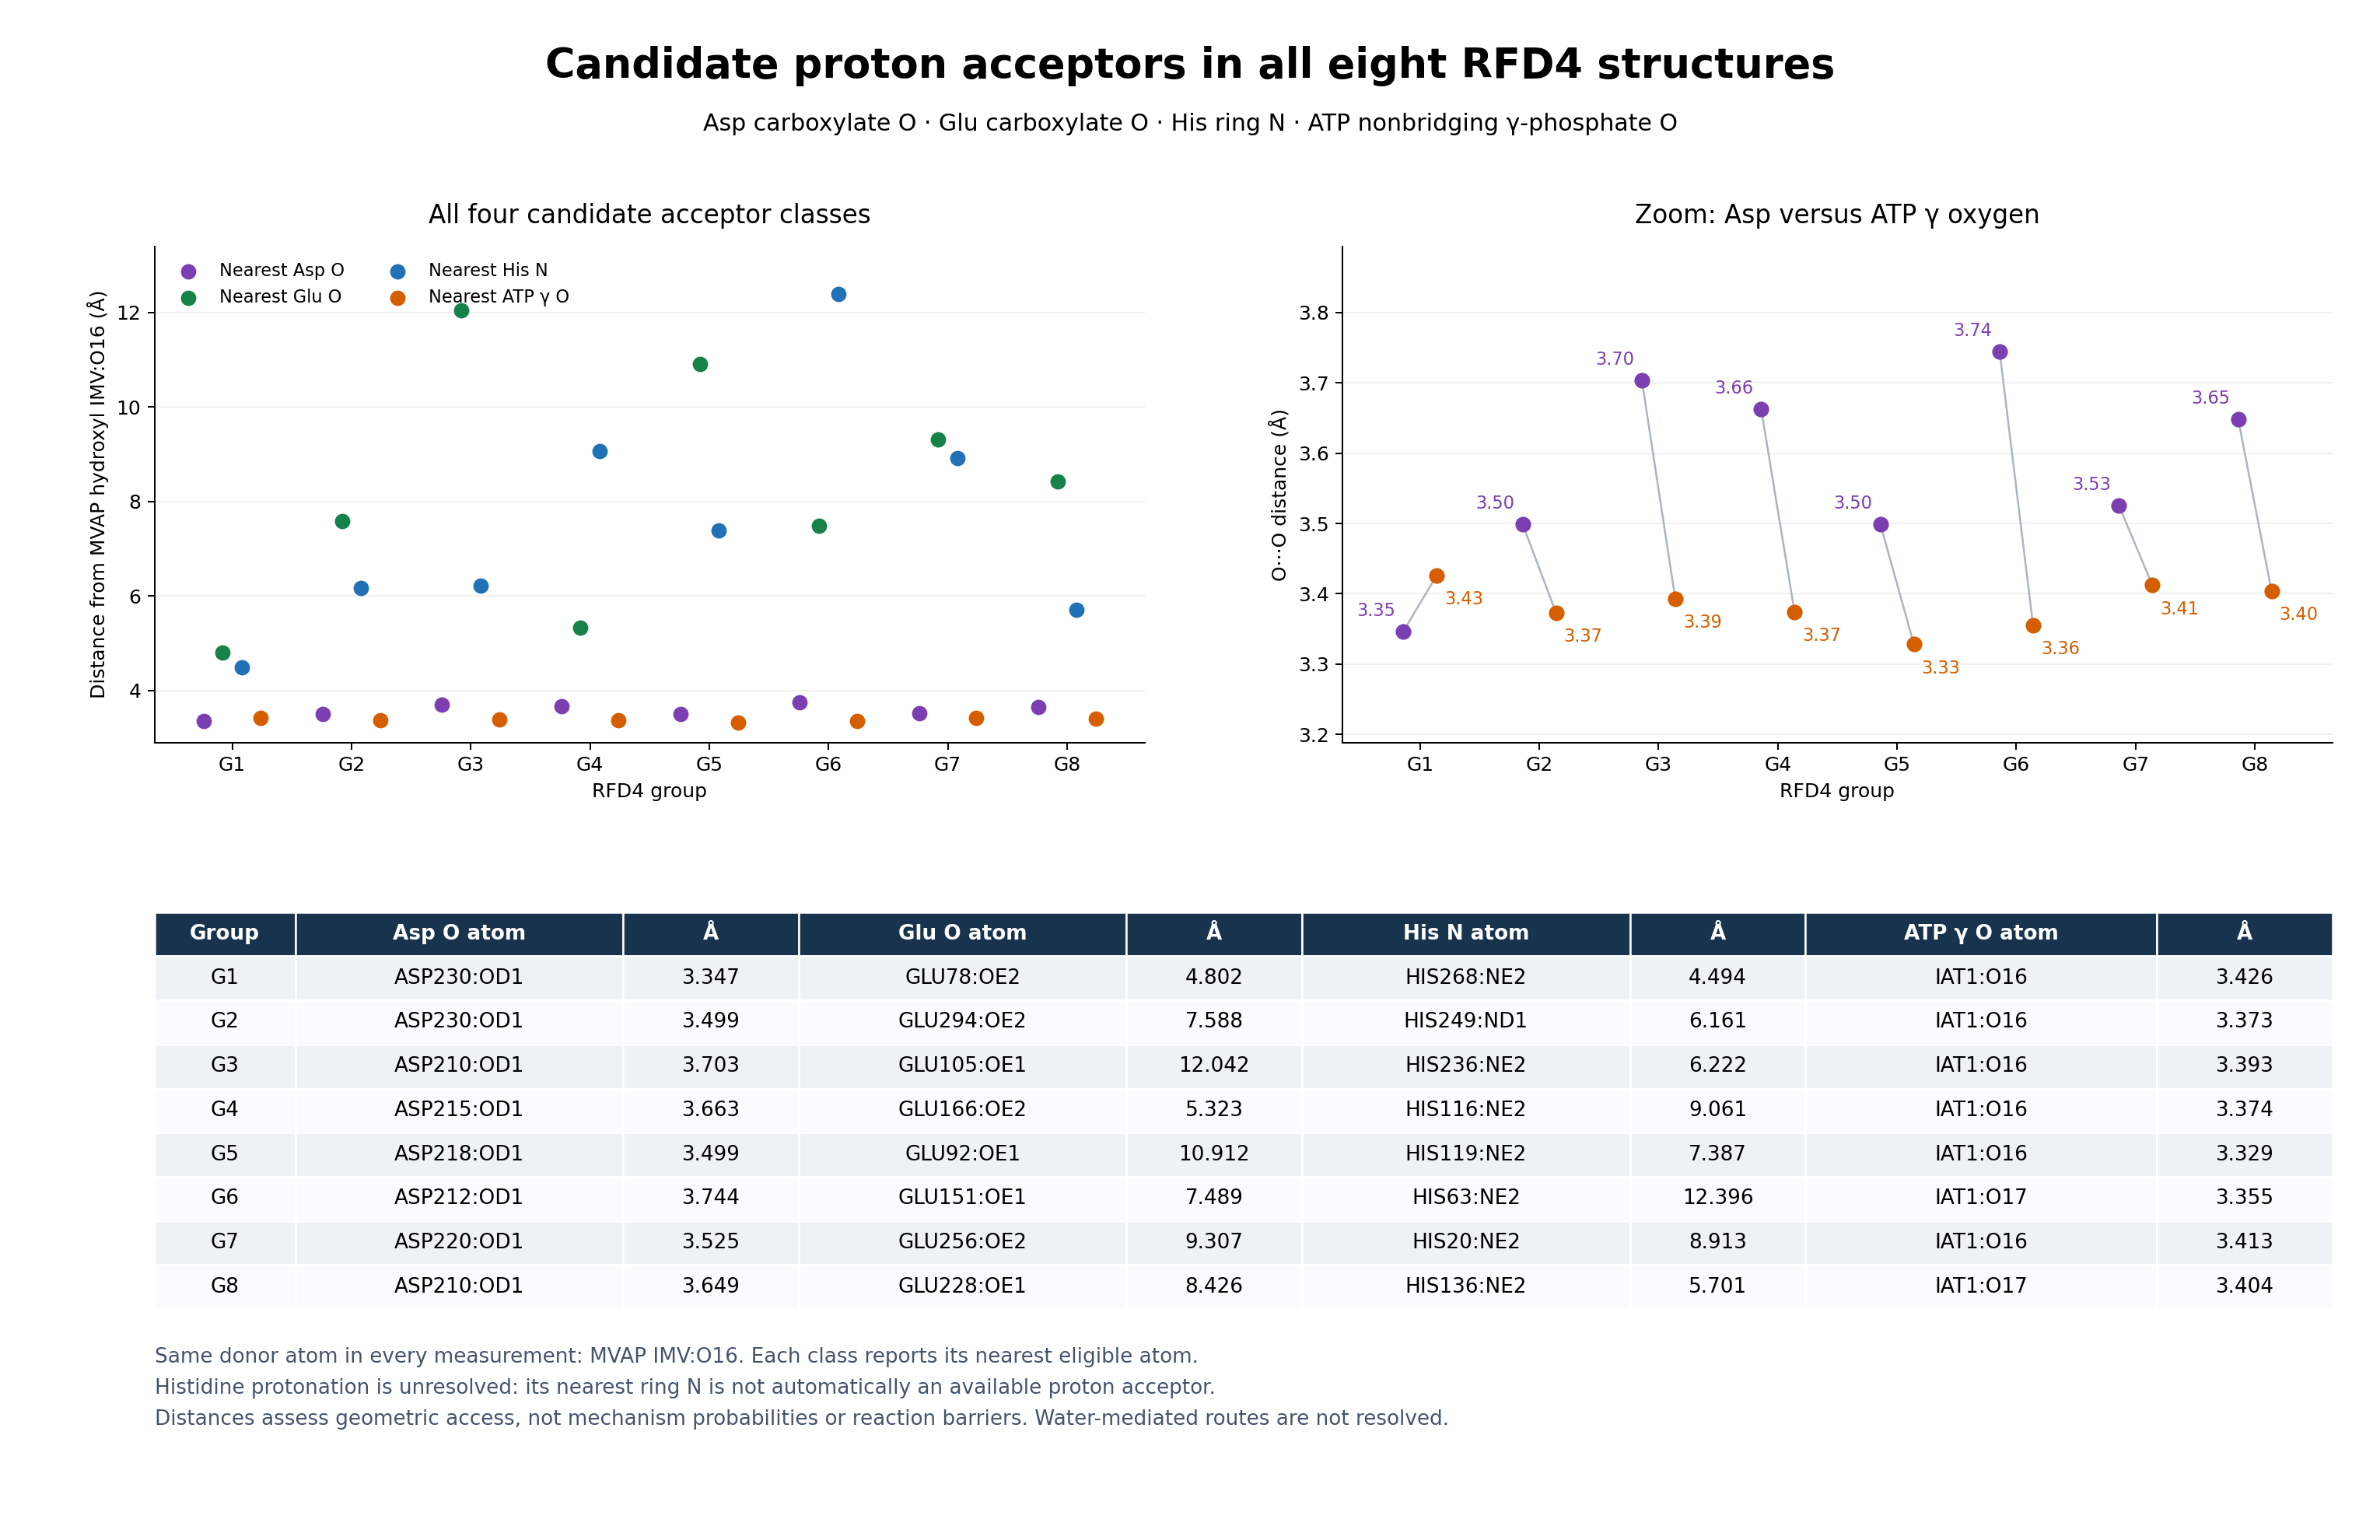 Candidate proton acceptors in all eight RFD4 structures
Asp carboxylate O · Glu carboxylate O · His ring N · ATP nonbridging γ-phosphate O
All four candidate acceptor classes
Nearest Asp O
Nearest Glu O
Nearest His N
Nearest ATP γ O
Distance from MVAP hydroxyl IMV:O16 (Å)
12
10
8
6
4
G1 G2 G3 G4 G5 G6 G7 G8
RFD4 group
Zoom: Asp versus ATP γ oxygen
O···O distance (Å)
3.8
3.7
3.6
3.5
3.4
3.3
3.2
3.35 3.43
3.50 3.37
3.70 3.39
3.66 3.37
3.50 3.33
3.74 3.36
3.53 3.41
3.65 3.40
G1 G2 G3 G4 G5 G6 G7 G8
RFD4 group
Group Asp O atom Å Glu O atom Å His N atom Å ATP γ O atom Å
G1 ASP230:OD1 3.347 GLU78:OE2 4.802 HIS268:NE2 4.494 IAT1:O16 3.426
G2 ASP230:OD1 3.499 GLU294:OE2 7.588 HIS249:ND1 6.161 IAT1:O16 3.373
G3 ASP210:OD1 3.703 GLU105:OE1 12.042 HIS236:NE2 6.222 IAT1:O16 3.393
G4 ASP215:OD1 3.663 GLU166:OE2 5.323 HIS116:NE2 9.061 IAT1:O16 3.374
G5 ASP218:OD1 3.499 GLU92:OE1 10.912 HIS119:NE2 7.387 IAT1:O16 3.329
G6 ASP212:OD1 3.744 GLU151:OE1 7.489 HIS63:NE2 12.396 IAT1:O17 3.355
G7 ASP220:OD1 3.525 GLU256:OE2 9.307 HIS20:NE2 8.913 IAT1:O16 3.413
G8 ASP210:OD1 3.649 GLU228:OE1 8.426 HIS136:NE2 5.701 IAT1:O17 3.404
Same donor atom in every measurement: MVAP IMV:O16. Each class reports its nearest eligible atom.
Histidine protonation is unresolved: its nearest ring N is not automatically an available proton acceptor.
Distances assess geometric access, not mechanism probabilities or reaction barriers. Water-mediated routes are not resolved.